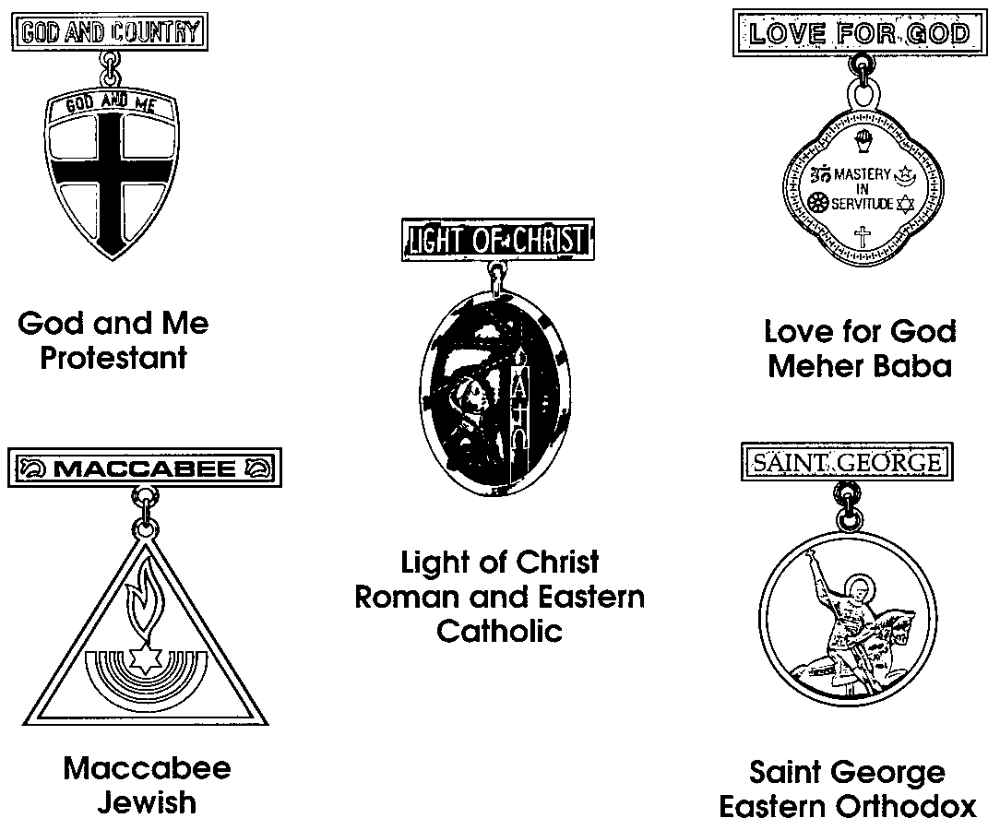 GOD AND COUNTRY
GOD AND ME
God and Me
Protestant
LOVE FOR GOD
ॐ MASTERY
IN
SERVITUDE
Love for God
Meher Baba
LIGHT OF CHRIST
Α
Ω
Light of Christ
Roman and Eastern
Catholic
MACCABEE
Maccabee
Jewish
SAINT GEORGE
Saint George
Eastern Orthodox